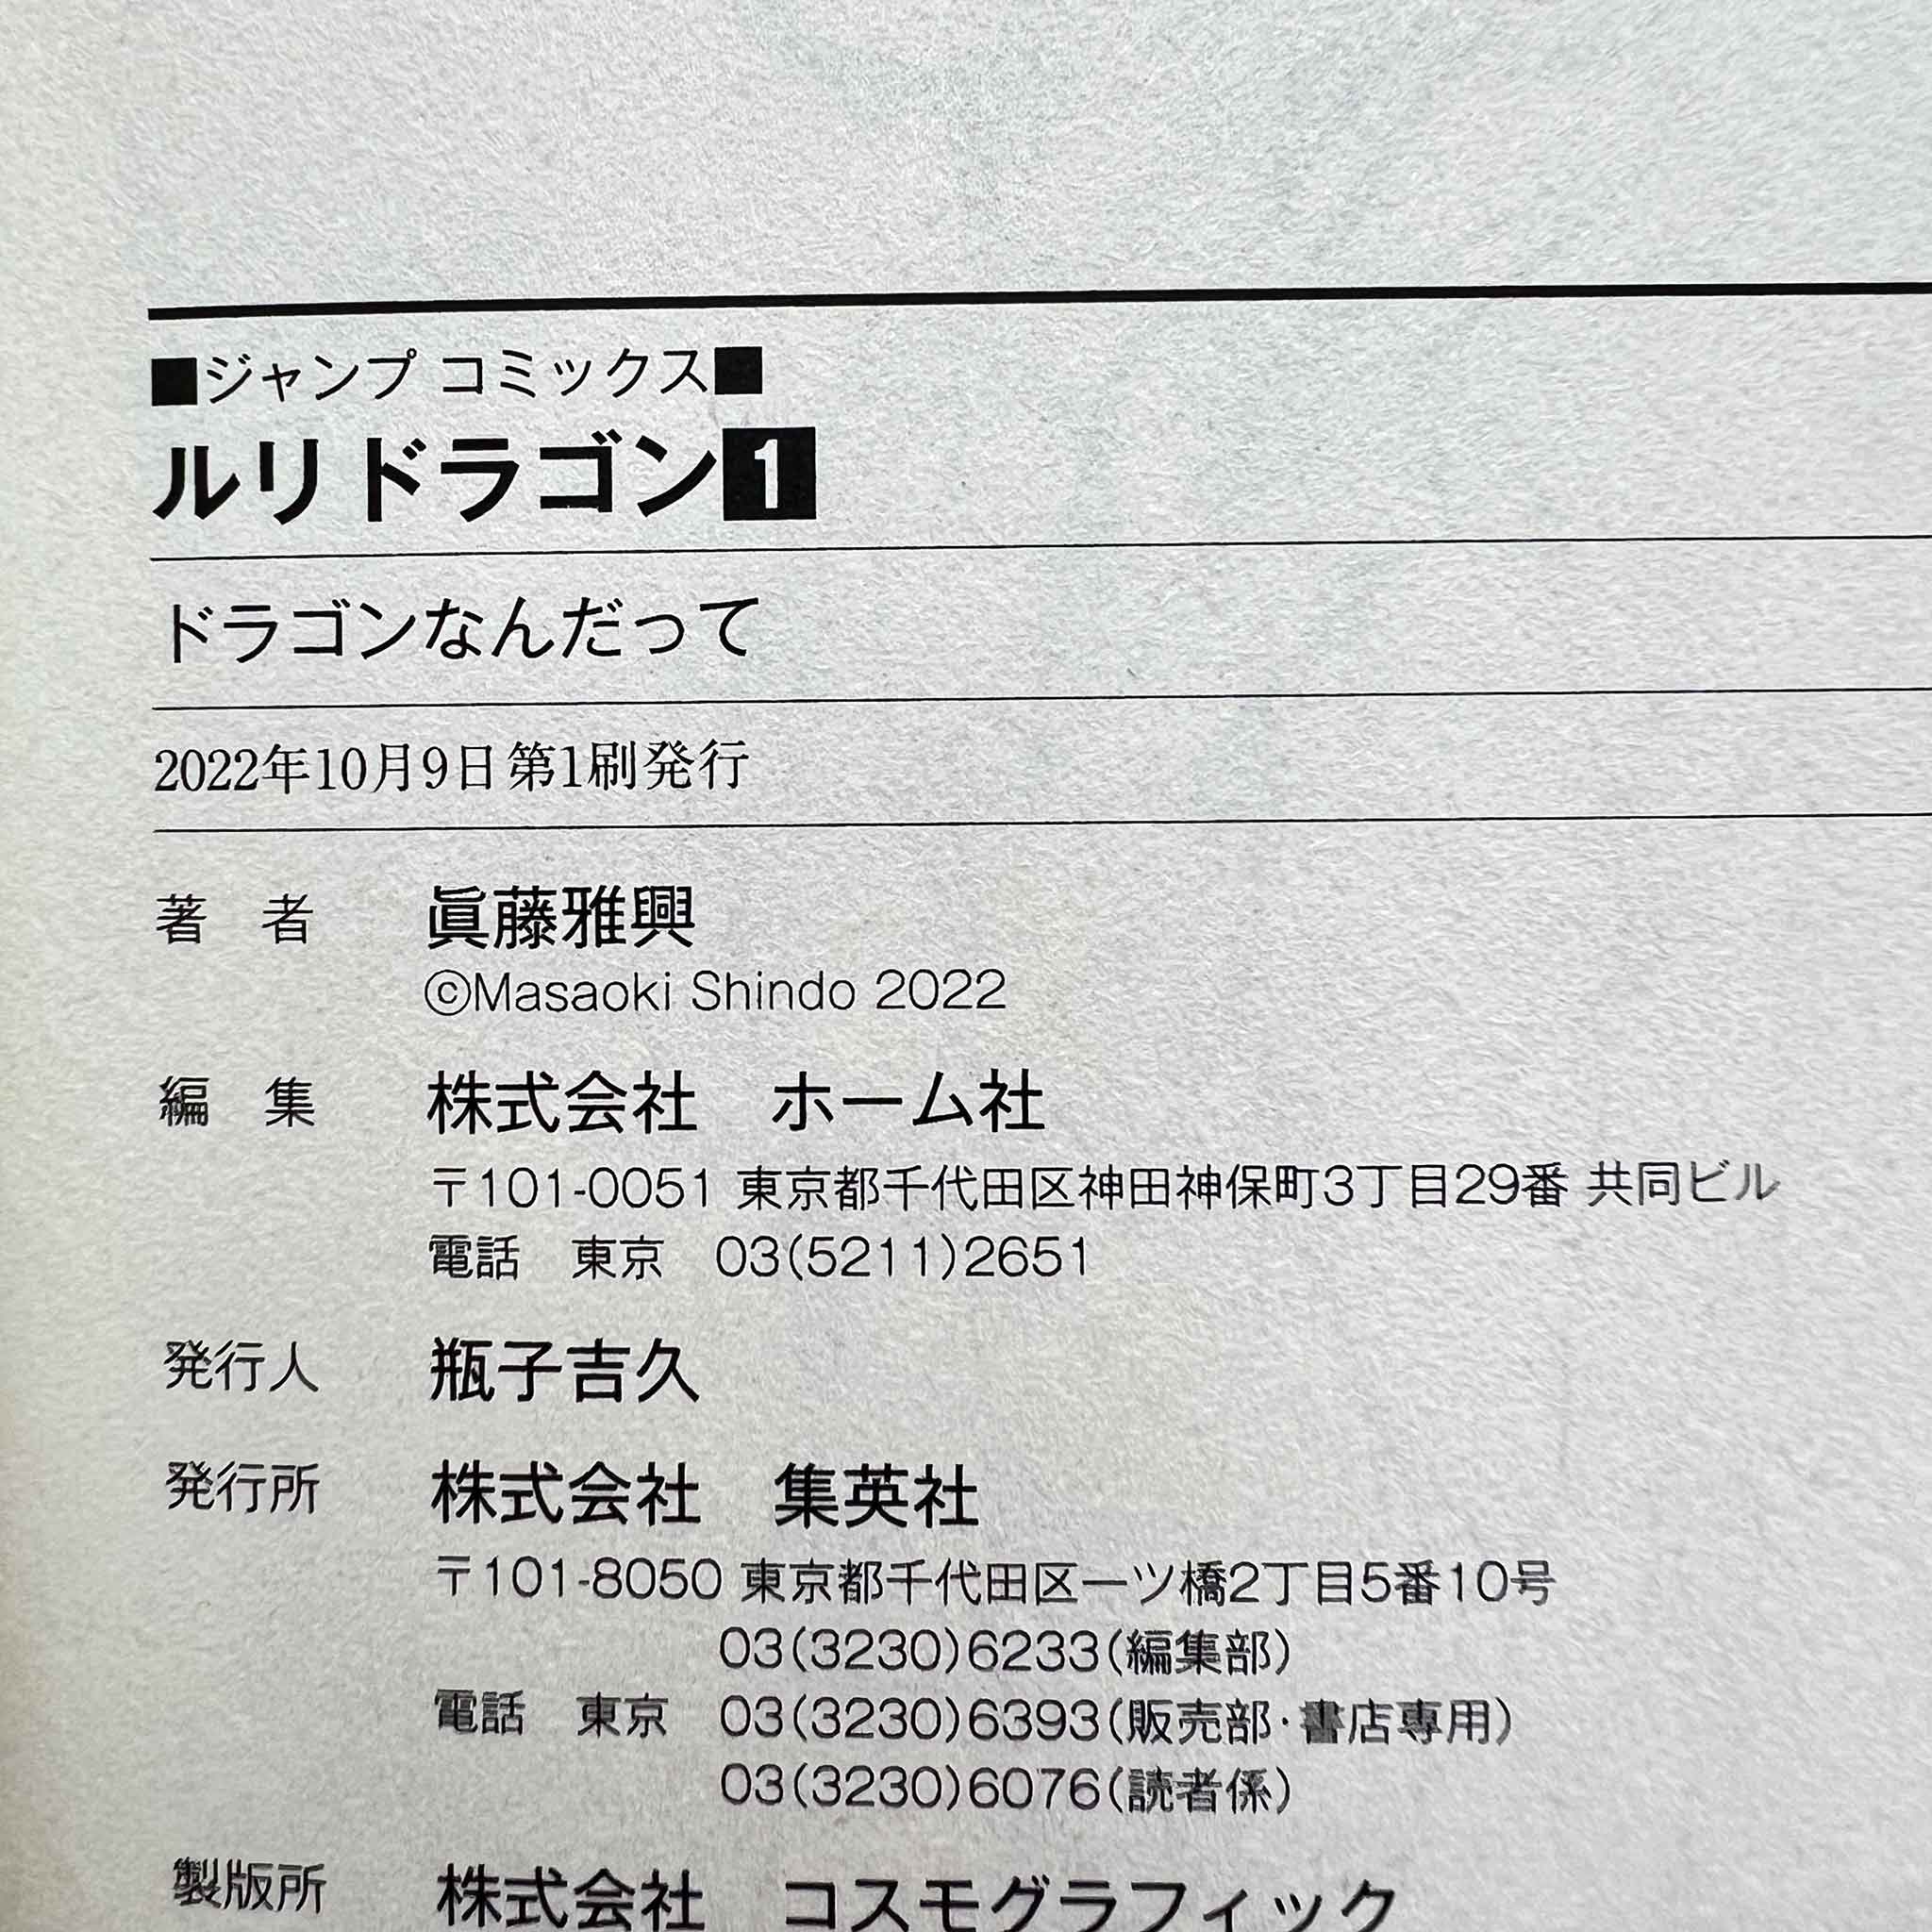 ■ジャンプ コミックス■
ルリドラゴン1
ドラゴンなんだって
2022年10月9日第1刷発行
著 者 眞藤雅興
©Masaoki Shindo 2022
編 集 株式会社 ホーム社
〒101-0051 東京都千代田区神田神保町3丁目29番 共同ビル
電話 東京 03(5211)2651
発行人 瓶子吉久
発行所 株式会社 集英社
〒101-8050 東京都千代田区一ツ橋2丁目5番10号
03(3230)6233(編集部)
電話 東京 03(3230)6393(販売部·書店専用)
03(3230)6076(読者係)
製版所 株式会社 コスモグラフィック